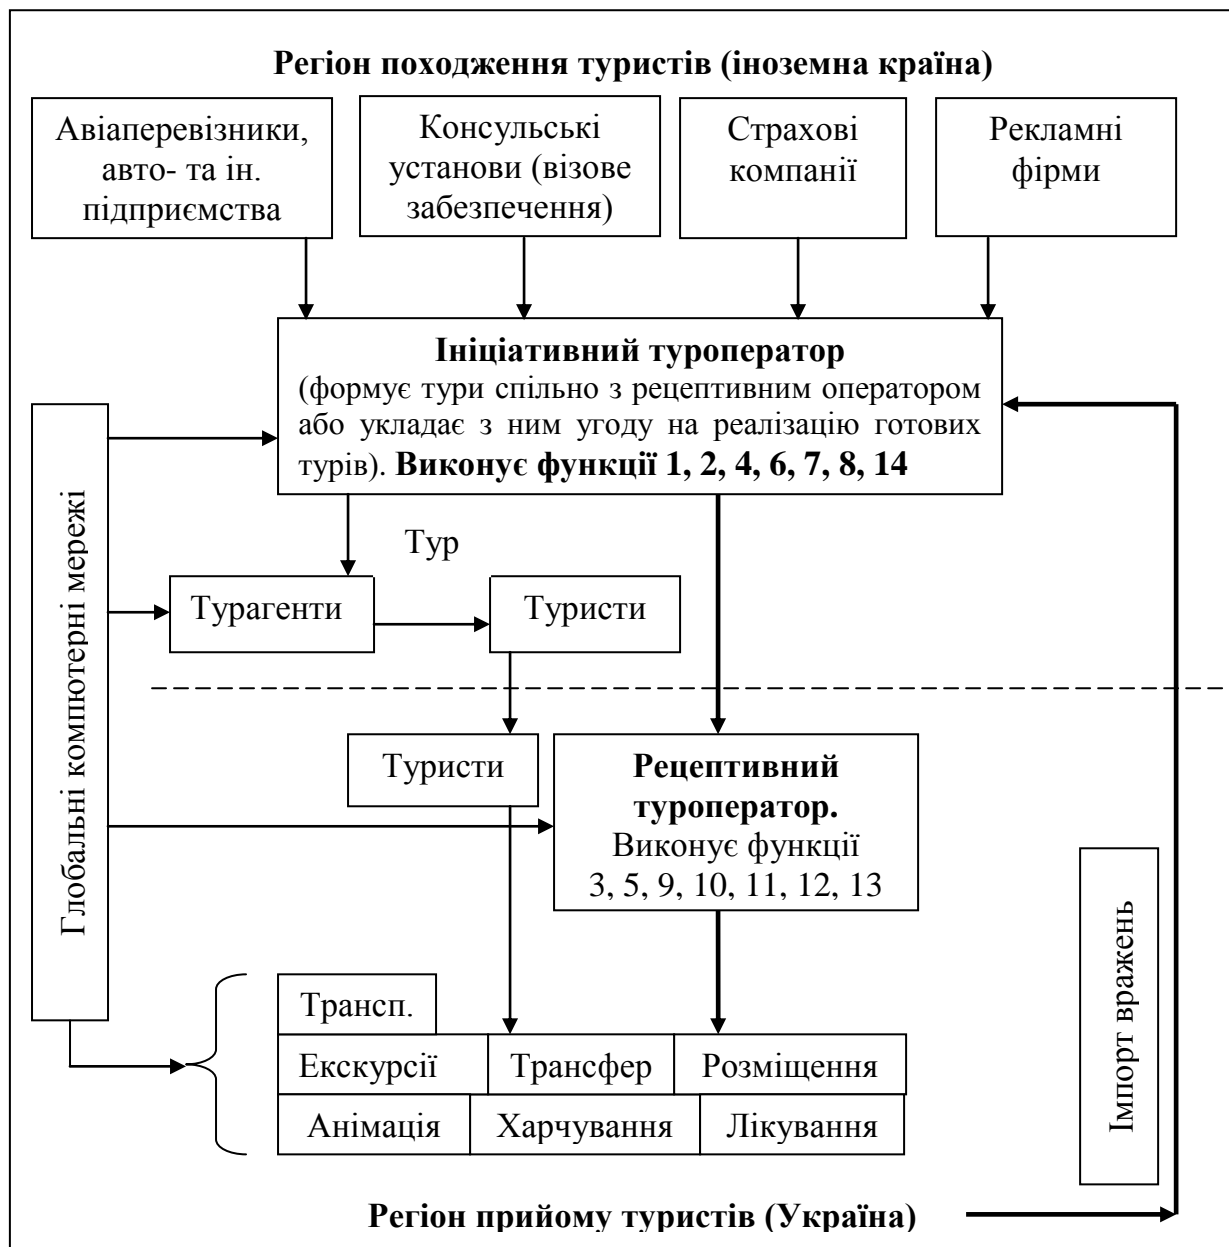 Регіон походження туристів (іноземна країна)
Авіаперевізники,
авто- та ін.
підприємства
Консульські
установи (візове
забезпечення)
Страхові
компанії
Рекламні
фірми
Ініціативний туроператор
(формує тури спільно з рецептивним оператором
або укладає з ним угоду на реалізацію готових
турів). Виконує функції 1, 2, 4, 6, 7, 8, 14
Глобальні компютерні мережі
Тур
Турагенти
Туристи
Туристи
Рецептивний
туроператор.
Виконує функції
3, 5, 9, 10, 11, 12, 13
Імпорт вражень
Трансп.
Екскурсії
Трансфер
Розміщення
Анімація
Харчування
Лікування
Регіон прийому туристів (Україна)